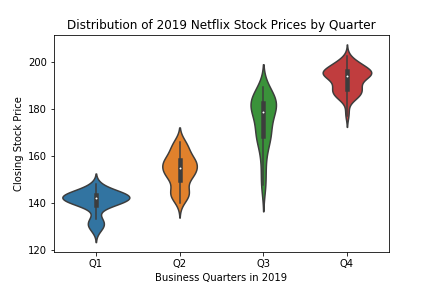 Distribution of 2019 Netflix Stock Prices by Quarter
Closing Stock Price
200
180
160
140
120
Q1 Q2 Q3 Q4
Business Quarters in 2019